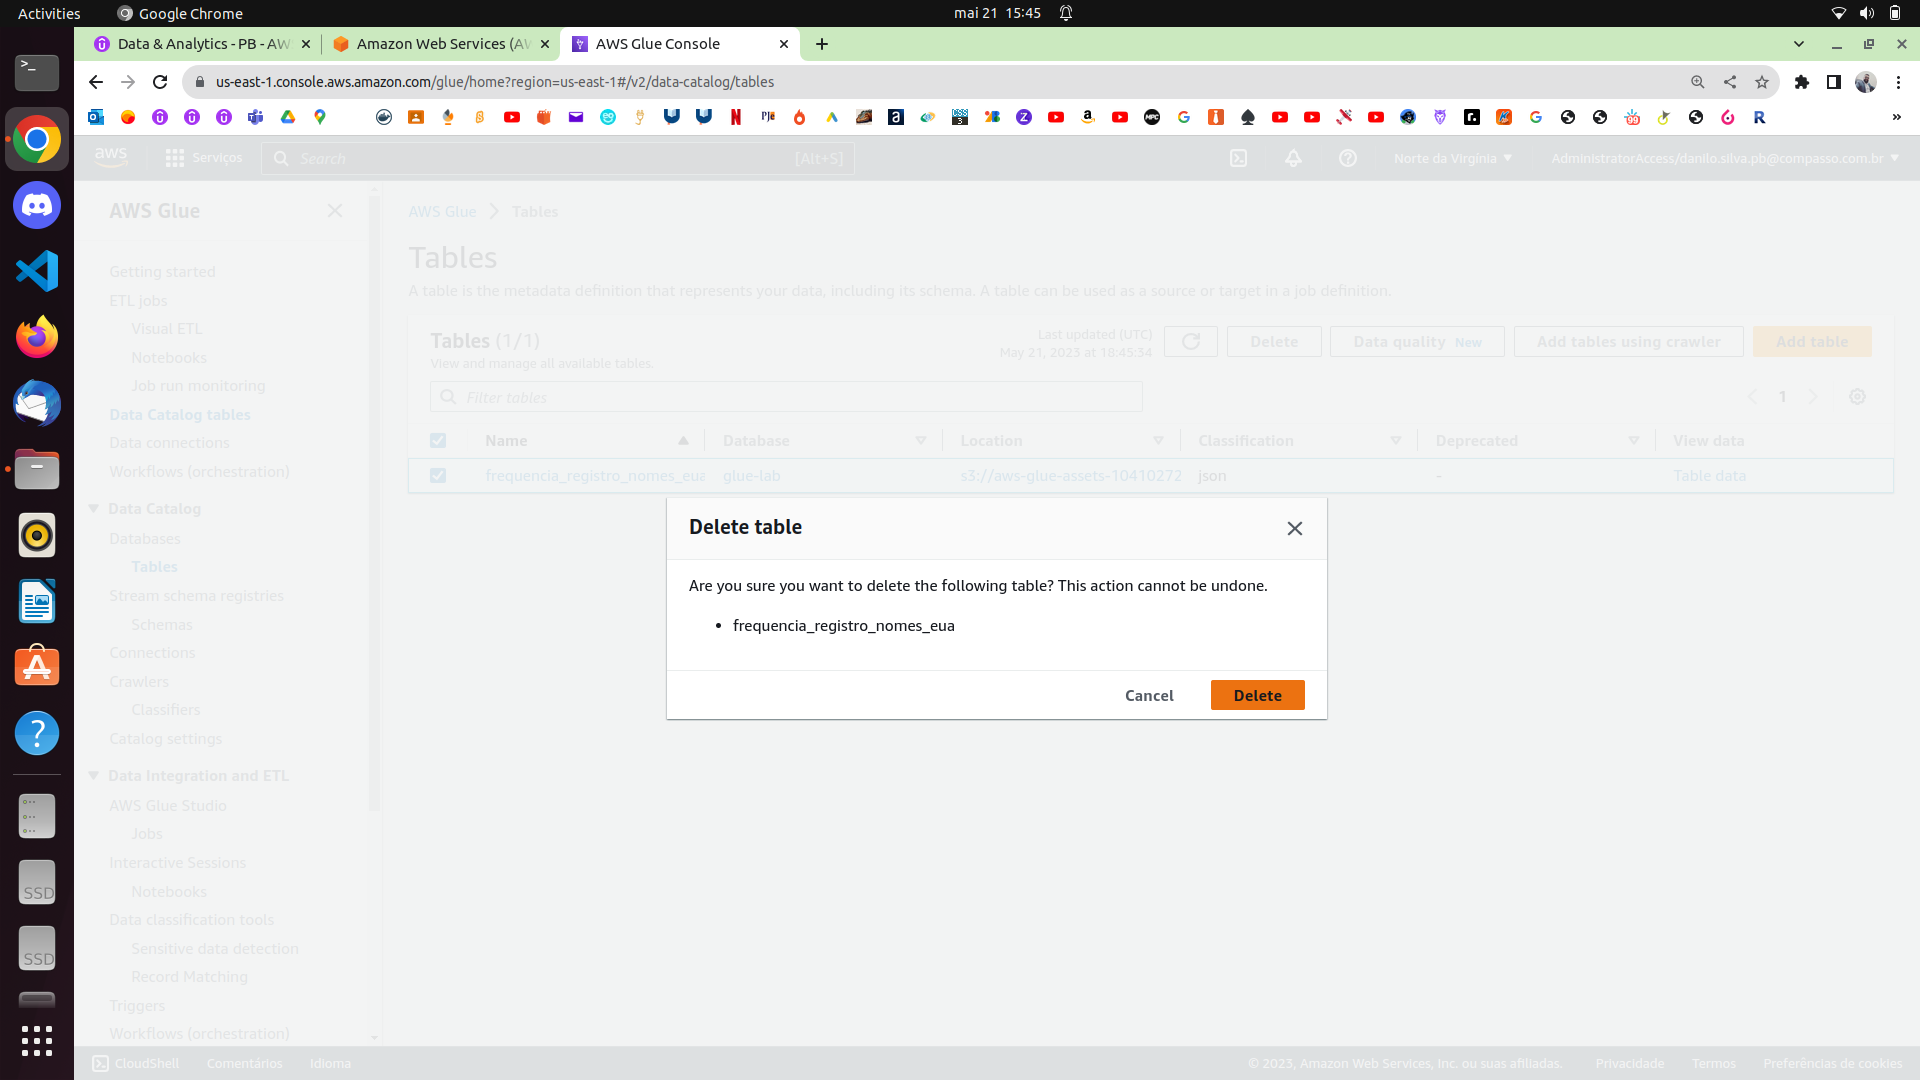 Activities
Google Chrome
mai 21 15:45
Data & Analytics - PB - AW
Amazon Web Services (AW
AWS Glue Console
us-east-1.console.aws.amazon.com/glue/home?region=us-east-1#/v2/data-catalog/tables
aws
Serviços
Search
[Alt+S]
Norte da Virgínia
AdministratorAccess/danilo.silva.pb@compasso.com.br
AWS Glue
Getting started
ETL jobs
Visual ETL
Notebooks
Job run monitoring
Data Catalog tables
Data connections
Workflows (orchestration)
Data Catalog
Databases
Tables
Stream schema registries
Schemas
Connections
Crawlers
Classifiers
Catalog settings
Data Integration and ETL
AWS Glue Studio
Jobs
Interactive Sessions
Notebooks
Data classification tools
Sensitive data detection
Record Matching
Triggers
Workflows (orchestration)
AWS Glue
Tables
Tables
A table is the metadata definition that represents your data, including its schema. A table can be used as a source or target in a job definition.
Tables (1/1)
View and manage all available tables.
Last updated (UTC)
May 21, 2023 at 18:45:34
Delete
Data quality New
Add tables using crawler
Add table
Filter tables
1
Name
Database
Location
Classification
Deprecated
View data
frequencia_registro_nomes_eua
glue-lab
s3://aws-glue-assets-10410272
json
-
Table data
Delete table
Are you sure you want to delete the following table? This action cannot be undone.
• frequencia_registro_nomes_eua
Cancel
Delete
SSD
SSD
CloudShell
Comentários
Idioma
© 2023, Amazon Web Services, Inc. ou suas afiliadas.
Privacidade
Termos
Preferências de cookies